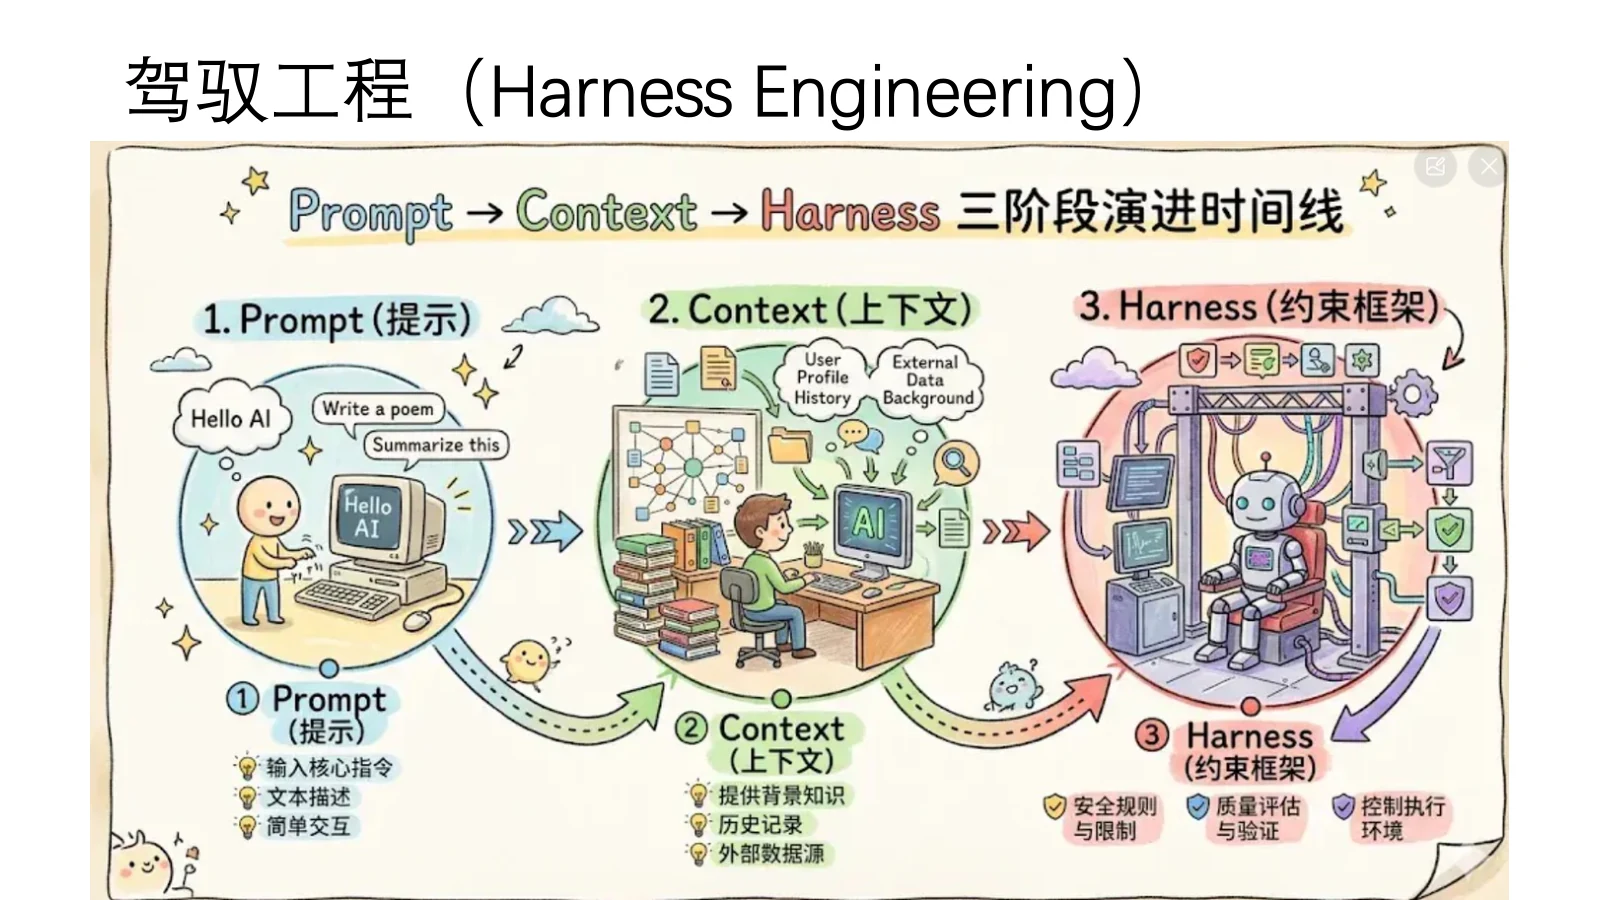 驾驭工程（Harness Engineering）
Prompt → Context → Harness 三阶段演进时间线
1. Prompt (提示)
Hello AI
Write a poem
Summarize this
Hello
AI
① Prompt
(提示)
输入核心指令
文本描述
简单交互
2. Context (上下文)
User
Profile
History
External
Data
Background
AI
② Context
(上下文)
提供背景知识
历史记录
外部数据源
3. Harness (约束框架)
③ Harness
(约束框架)
安全规则
与限制
质量评估
与验证
控制执行
环境